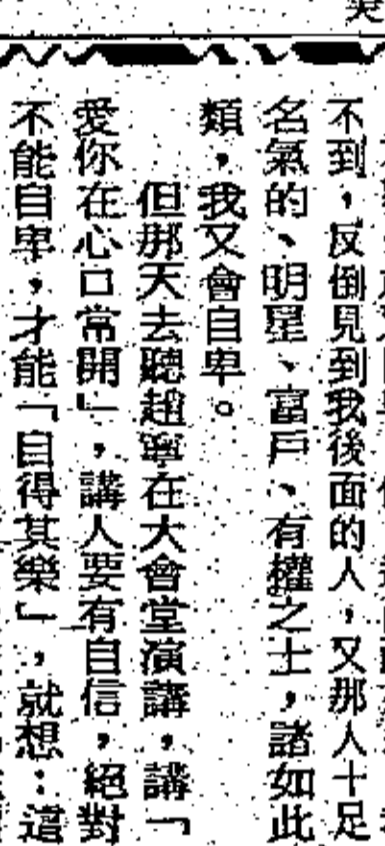 不到，反倒見到我後面的人，又那人十足
名氣的、明星、富戶、有權之士，諸如此
類，我又會自卑。
但那天去聽趙寧在大會堂演講，講「
愛你在心口常開」，講人要有自信，絕對
不能自卑，才能「自得其樂」，就想：這